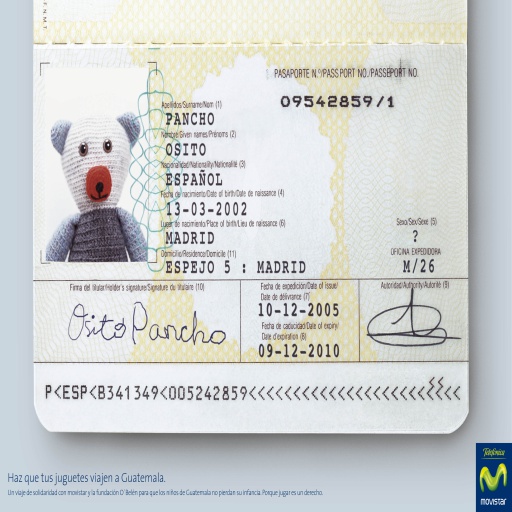 F.N.M.T.
PASAPORTE N.º/PASSPORT NO./PASSEPORT NO.
09542859/1
Apellidos/Surname/Nom (1)
PANCHO
Nombre/Given names/Prénoms (2)
OSITO
Nacionalidad/Nationality/Nationalité (3)
ESPAÑOL
Fecha de nacimiento/Date of birth/Date de naissance (4)
13-03-2002
Lugar de nacimiento/Place of birth/Lieu de naissance (6)
MADRID
Domicilio/Residence/Domicile (11)
ESPEJO 5 : MADRID
Sexo/Sex/Sexe (5)
?
OFICINA EXPEDIDORA
M/26
Firma del titular/Holder's signature/Signature du titulaire (10)
Osito Pancho
Fecha de expedición/Date of issue/
Date de délivrance (7)
10-12-2005
Fecha de caducidad/Date of expiry/
Date d'expiration (8)
09-12-2010
Autoridad/Authority/Autorité (9)
P<ESP<B341349<005242859<<<<<<<<<<<<<<<<<<<<<<<
Haz que tus juguetes viajen a Guatemala.
Un viaje de solidaridad con movistar y la fundación D´Belén para que los niños de Guatemala no pierdan su infancia. Porque jugar es un derecho.
Telefónica
movistar